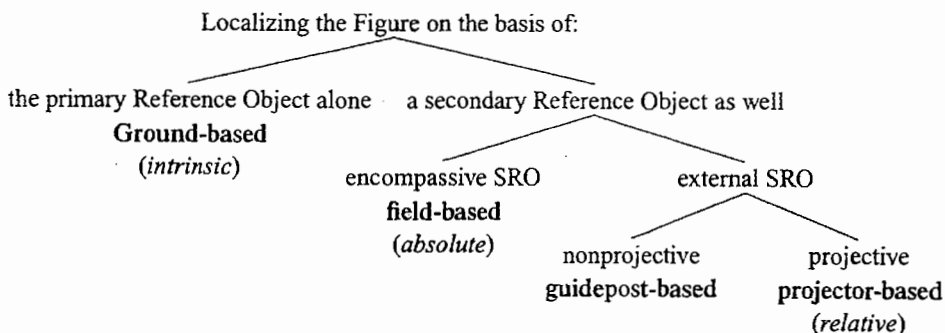 Localizing the Figure on the basis of:
the primary Reference Object alone a secondary Reference Object as well
Ground-based
(intrinsic)
encompassive SRO external SRO
field-based
(absolute)
nonprojective projective
guidepost-based projector-based
(relative)